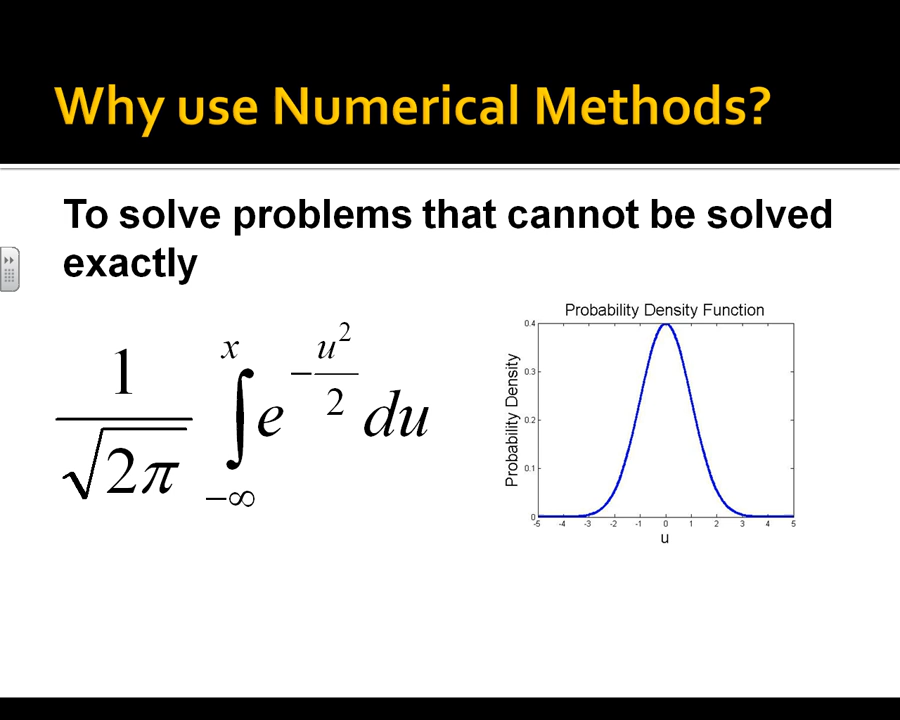 Why use Numerical Methods?
To solve problems that cannot be solved
exactly
1
√2π
x
∫
−∞
e
−u²
2
du
Probability Density Function
Probability Density
0.4
0.3
0.2
0.1
0
-5 -4 -3 -2 -1 0 1 2 3 4 5
u